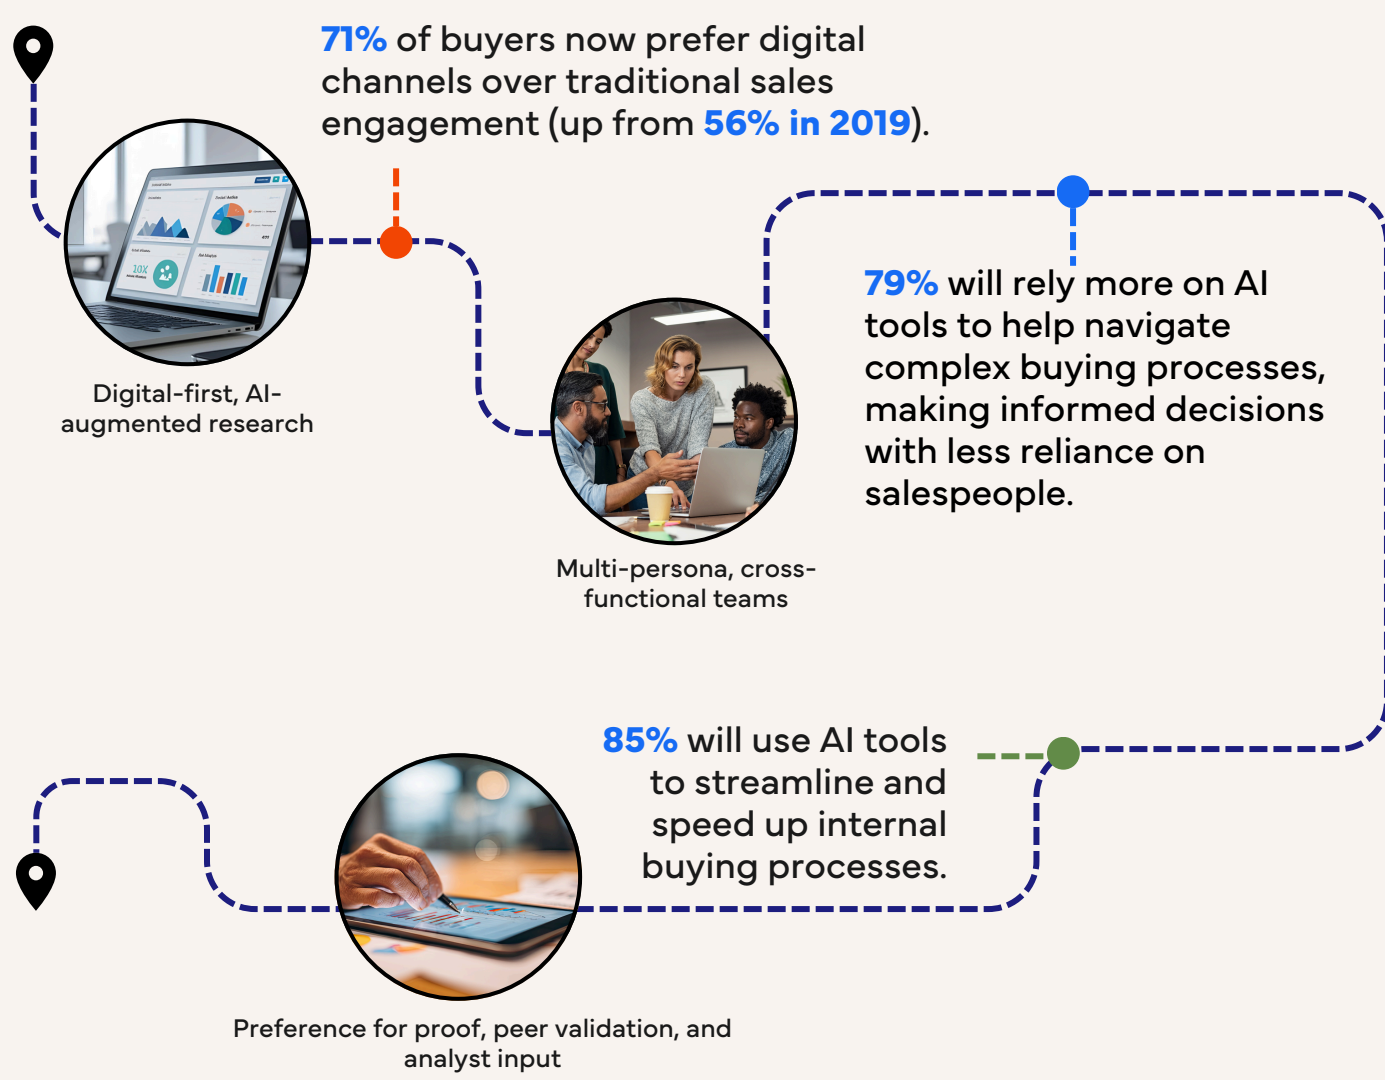 71% of buyers now prefer digital
channels over traditional sales
engagement (up from 56% in 2019).
Digital-first, AI-
augmented research
10X
79% will rely more on AI
tools to help navigate
complex buying processes,
making informed decisions
with less reliance on
salespeople.
Multi-persona, cross-
functional teams
85% will use AI tools
to streamline and
speed up internal
buying processes.
Preference for proof, peer validation, and
analyst input